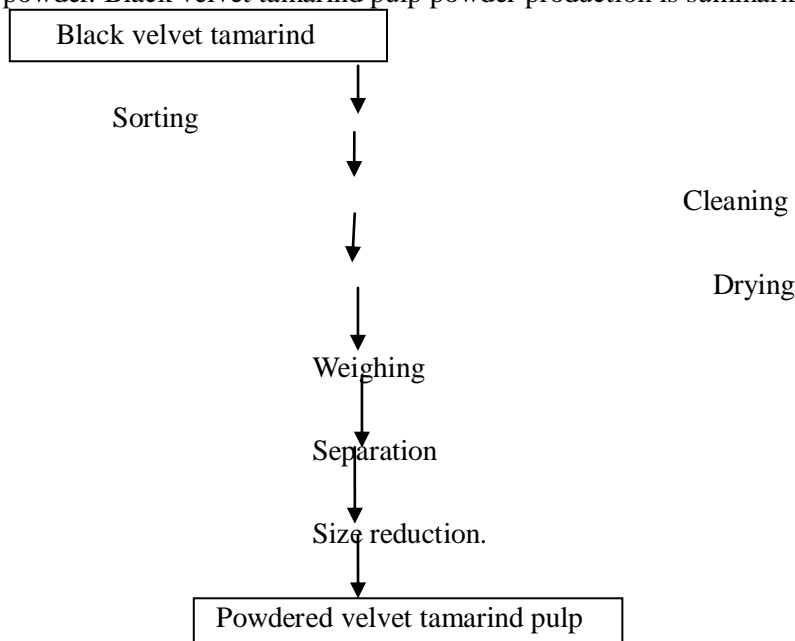 powder. Black velvet tamarind pulp powder production is summari
Black velvet tamarind
Sorting
Cleaning
Drying
Weighing
Separation
Size reduction.
Powdered velvet tamarind pulp